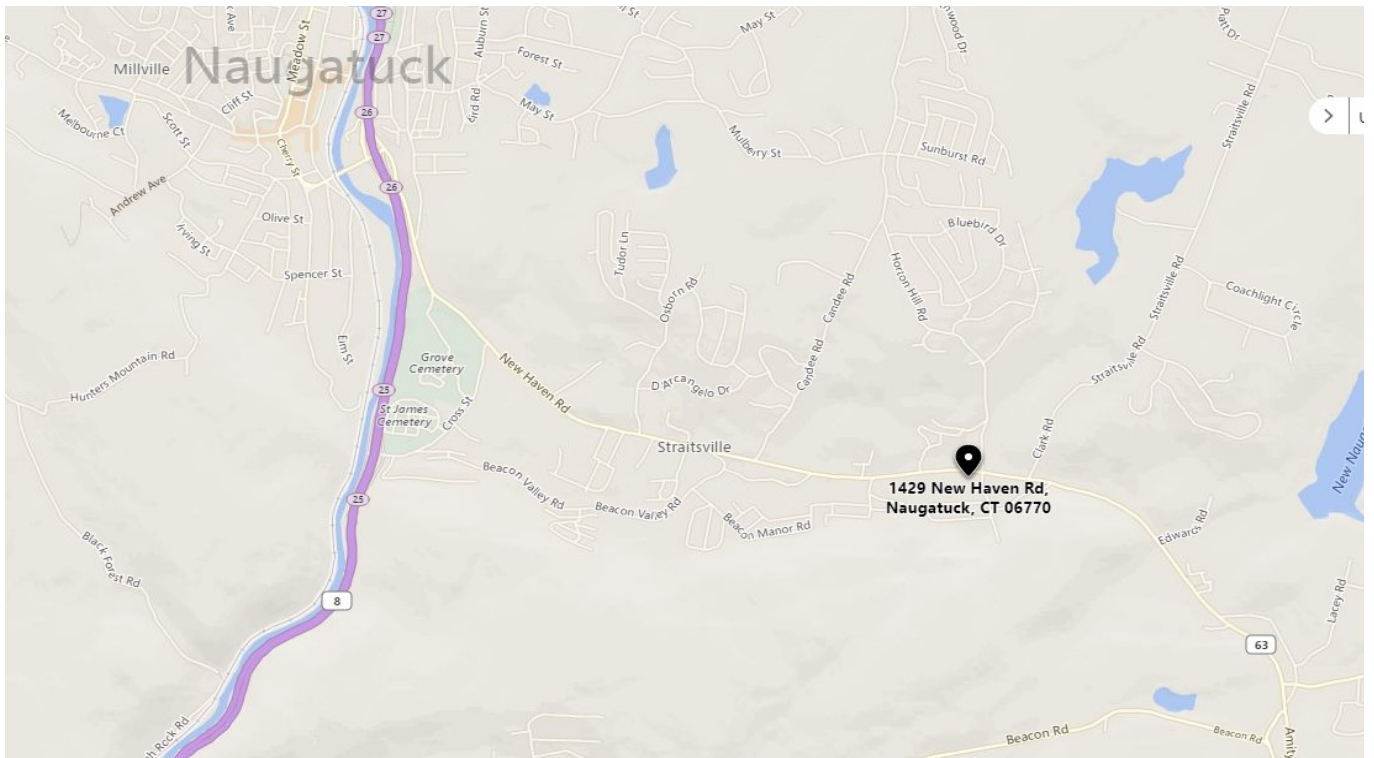 27
27
Ave
Millville
Naugatuck
Meadow St
Auburn St
Forest St
May St
Platt Dr
Cliff St
Melbourne Ct
Scott St
26
May St
Mulberry St
Straitsville Rd
Cherry St
Sunburst Rd
Andrew Ave
26
Olive St
Irving St
Bluebird Dr
Tudor Ln
Spencer St
Osborn Rd
Candee Rd
Horton Hill Rd
Straitsville Rd
Coachlight Circle
Elm St
Grove
Cemetery
Hunters Mountain Rd
New Haven Rd
Candee Rd
Straitsville Rd
25
D'Arcangelo Dr
St James
Cemetery
Cross St
Clark Rd
Straitsville
1429 New Haven Rd,
Naugatuck, CT 06770
Beacon Valley Rd
Beacon Valley Rd
25
Beacon Manor Rd
Edwards Rd
Black Forest Rd
8
Lacey Rd
63
Beacon Rd
Beacon Rd
Rock Rd